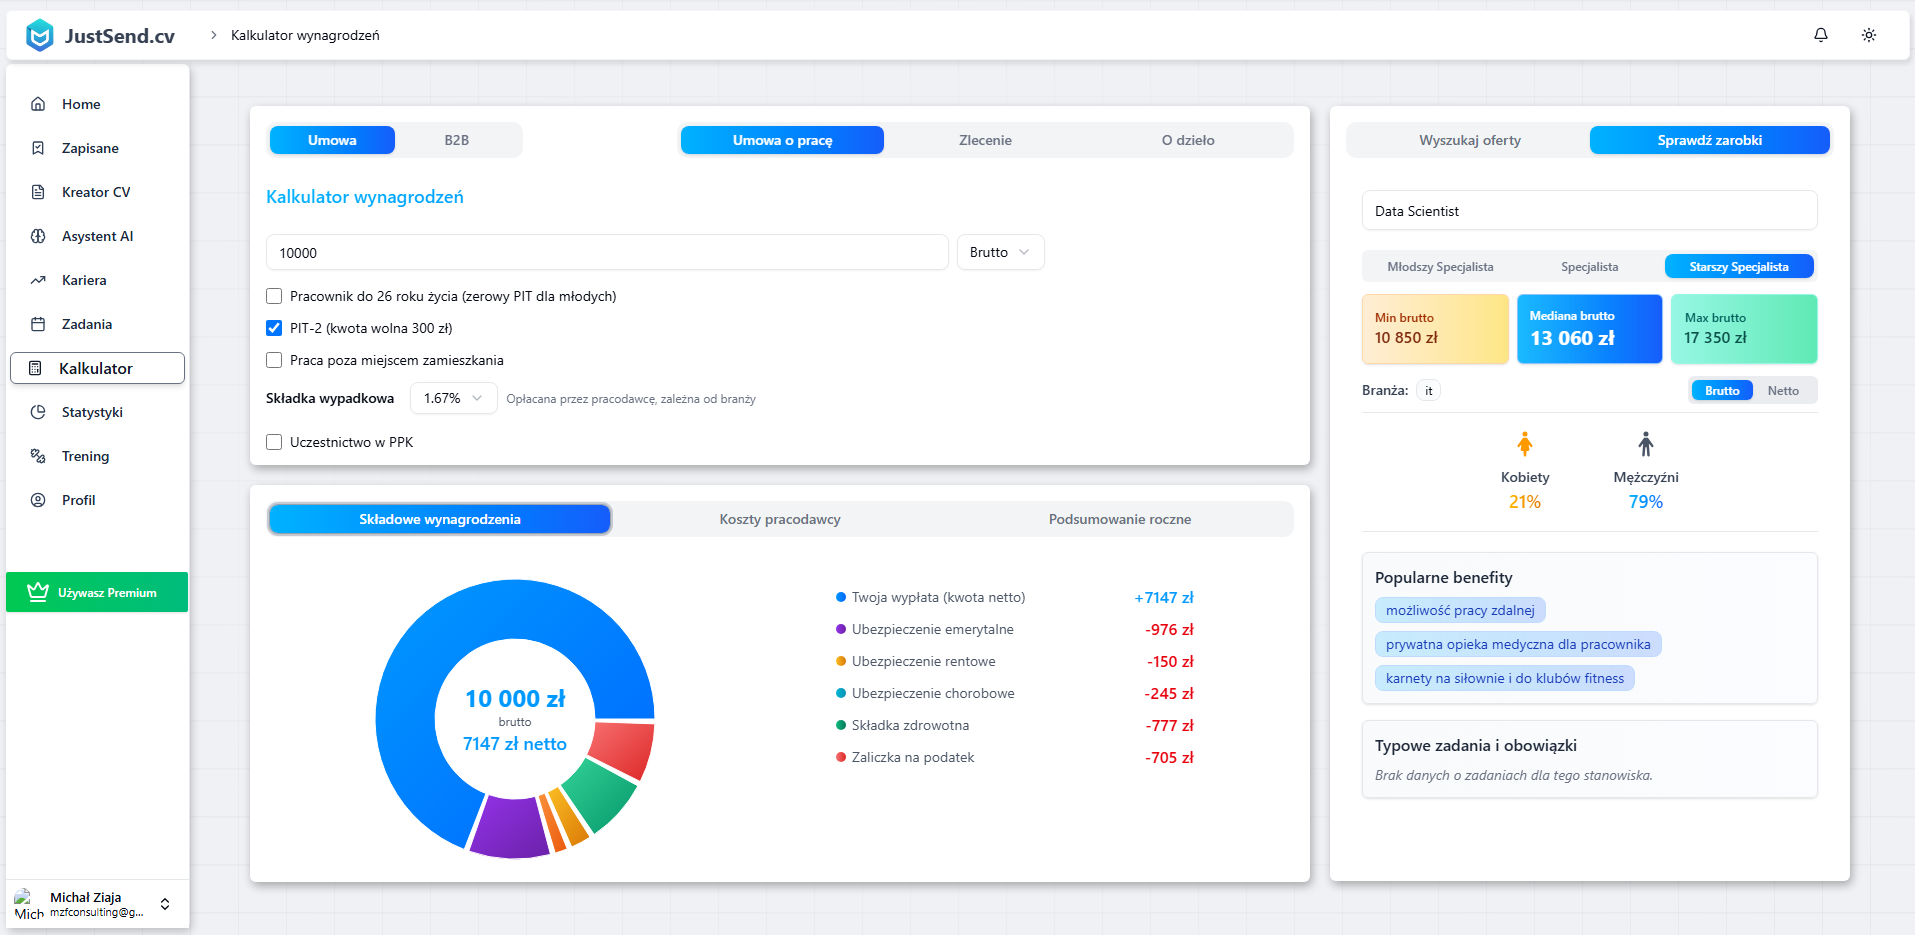 JustSend.cv
Kalkulator wynagrodzeń
Home
Zapisane
Kreator CV
Asystent AI
Kariera
Zadania
Kalkulator
Statystyki
Trening
Profil
Używasz Premium
Mich
Michał Ziaja
mzfconsulting@g...
Umowa B2B
Umowa o pracę Zlecenie O dzieło
Kalkulator wynagrodzeń
10000 Brutto
Pracownik do 26 roku życia (zerowy PIT dla młodych)
PIT-2 (kwota wolna 300 zł)
Praca poza miejscem zamieszkania
Składka wypadkowa 1.67% Opłacana przez pracodawcę, zależna od branży
Uczestnictwo w PPK
Składowe wynagrodzenia Koszty pracodawcy Podsumowanie roczne
10 000 zł
brutto
7147 zł netto
Twoja wypłata (kwota netto) +7147 zł
Ubezpieczenie emerytalne -976 zł
Ubezpieczenie rentowe -150 zł
Ubezpieczenie chorobowe -245 zł
Składka zdrowotna -777 zł
Zaliczka na podatek -705 zł
Wyszukaj oferty Sprawdź zarobki
Data Scientist
Młodszy Specjalista Specjalista Starszy Specjalista
Min brutto
10 850 zł
Mediana brutto
13 060 zł
Max brutto
17 350 zł
Branża: it
Brutto Netto
Kobiety
21%
Mężczyźni
79%
Popularne benefity
możliwość pracy zdalnej
prywatna opieka medyczna dla pracownika
karnety na siłownie i do klubów fitness
Typowe zadania i obowiązki
Brak danych o zadaniach dla tego stanowiska.